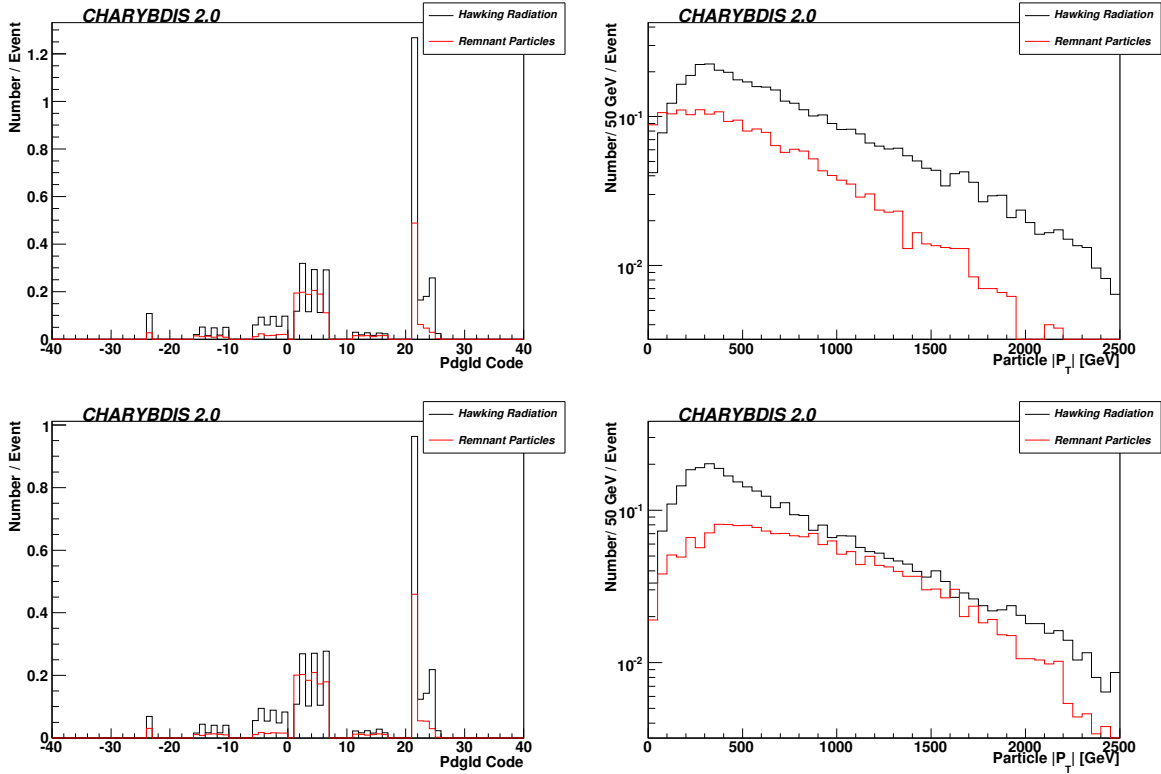 CHARYBDIS 2.0
Hawking Radiation
Remnant Particles
Number / Event
1.2
1
0.8
0.6
0.4
0.2
0
-40 -30 -20 -10 0 10 20 30 40
PdgId Code
CHARYBDIS 2.0
Hawking Radiation
Remnant Particles
Number/ 50 GeV / Event
10-1
10-2
0 500 1000 1500 2000 2500
Particle |PT| [GeV]
CHARYBDIS 2.0
Hawking Radiation
Remnant Particles
Number / Event
1
0.8
0.6
0.4
0.2
0
-40 -30 -20 -10 0 10 20 30 40
PdgId Code
CHARYBDIS 2.0
Hawking Radiation
Remnant Particles
Number/ 50 GeV / Event
10-1
10-2
0 500 1000 1500 2000 2500
Particle |PT| [GeV]